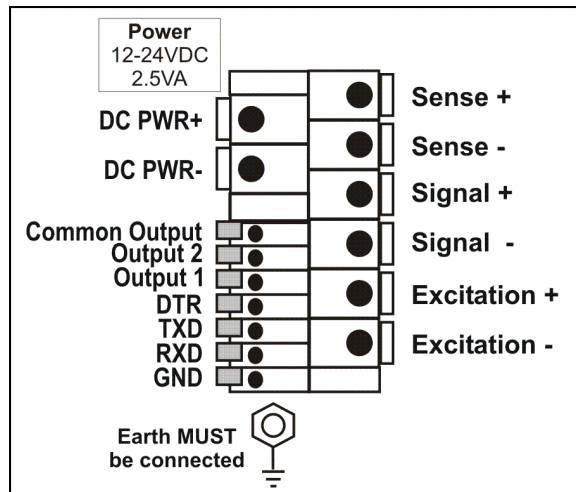 Power
12-24VDC
2.5VA
DC PWR+
DC PWR-
Common Output
Output 2
Output 1
DTR
TXD
RXD
GND
Sense +
Sense -
Signal +
Signal -
Excitation +
Excitation -
Earth MUST
be connected